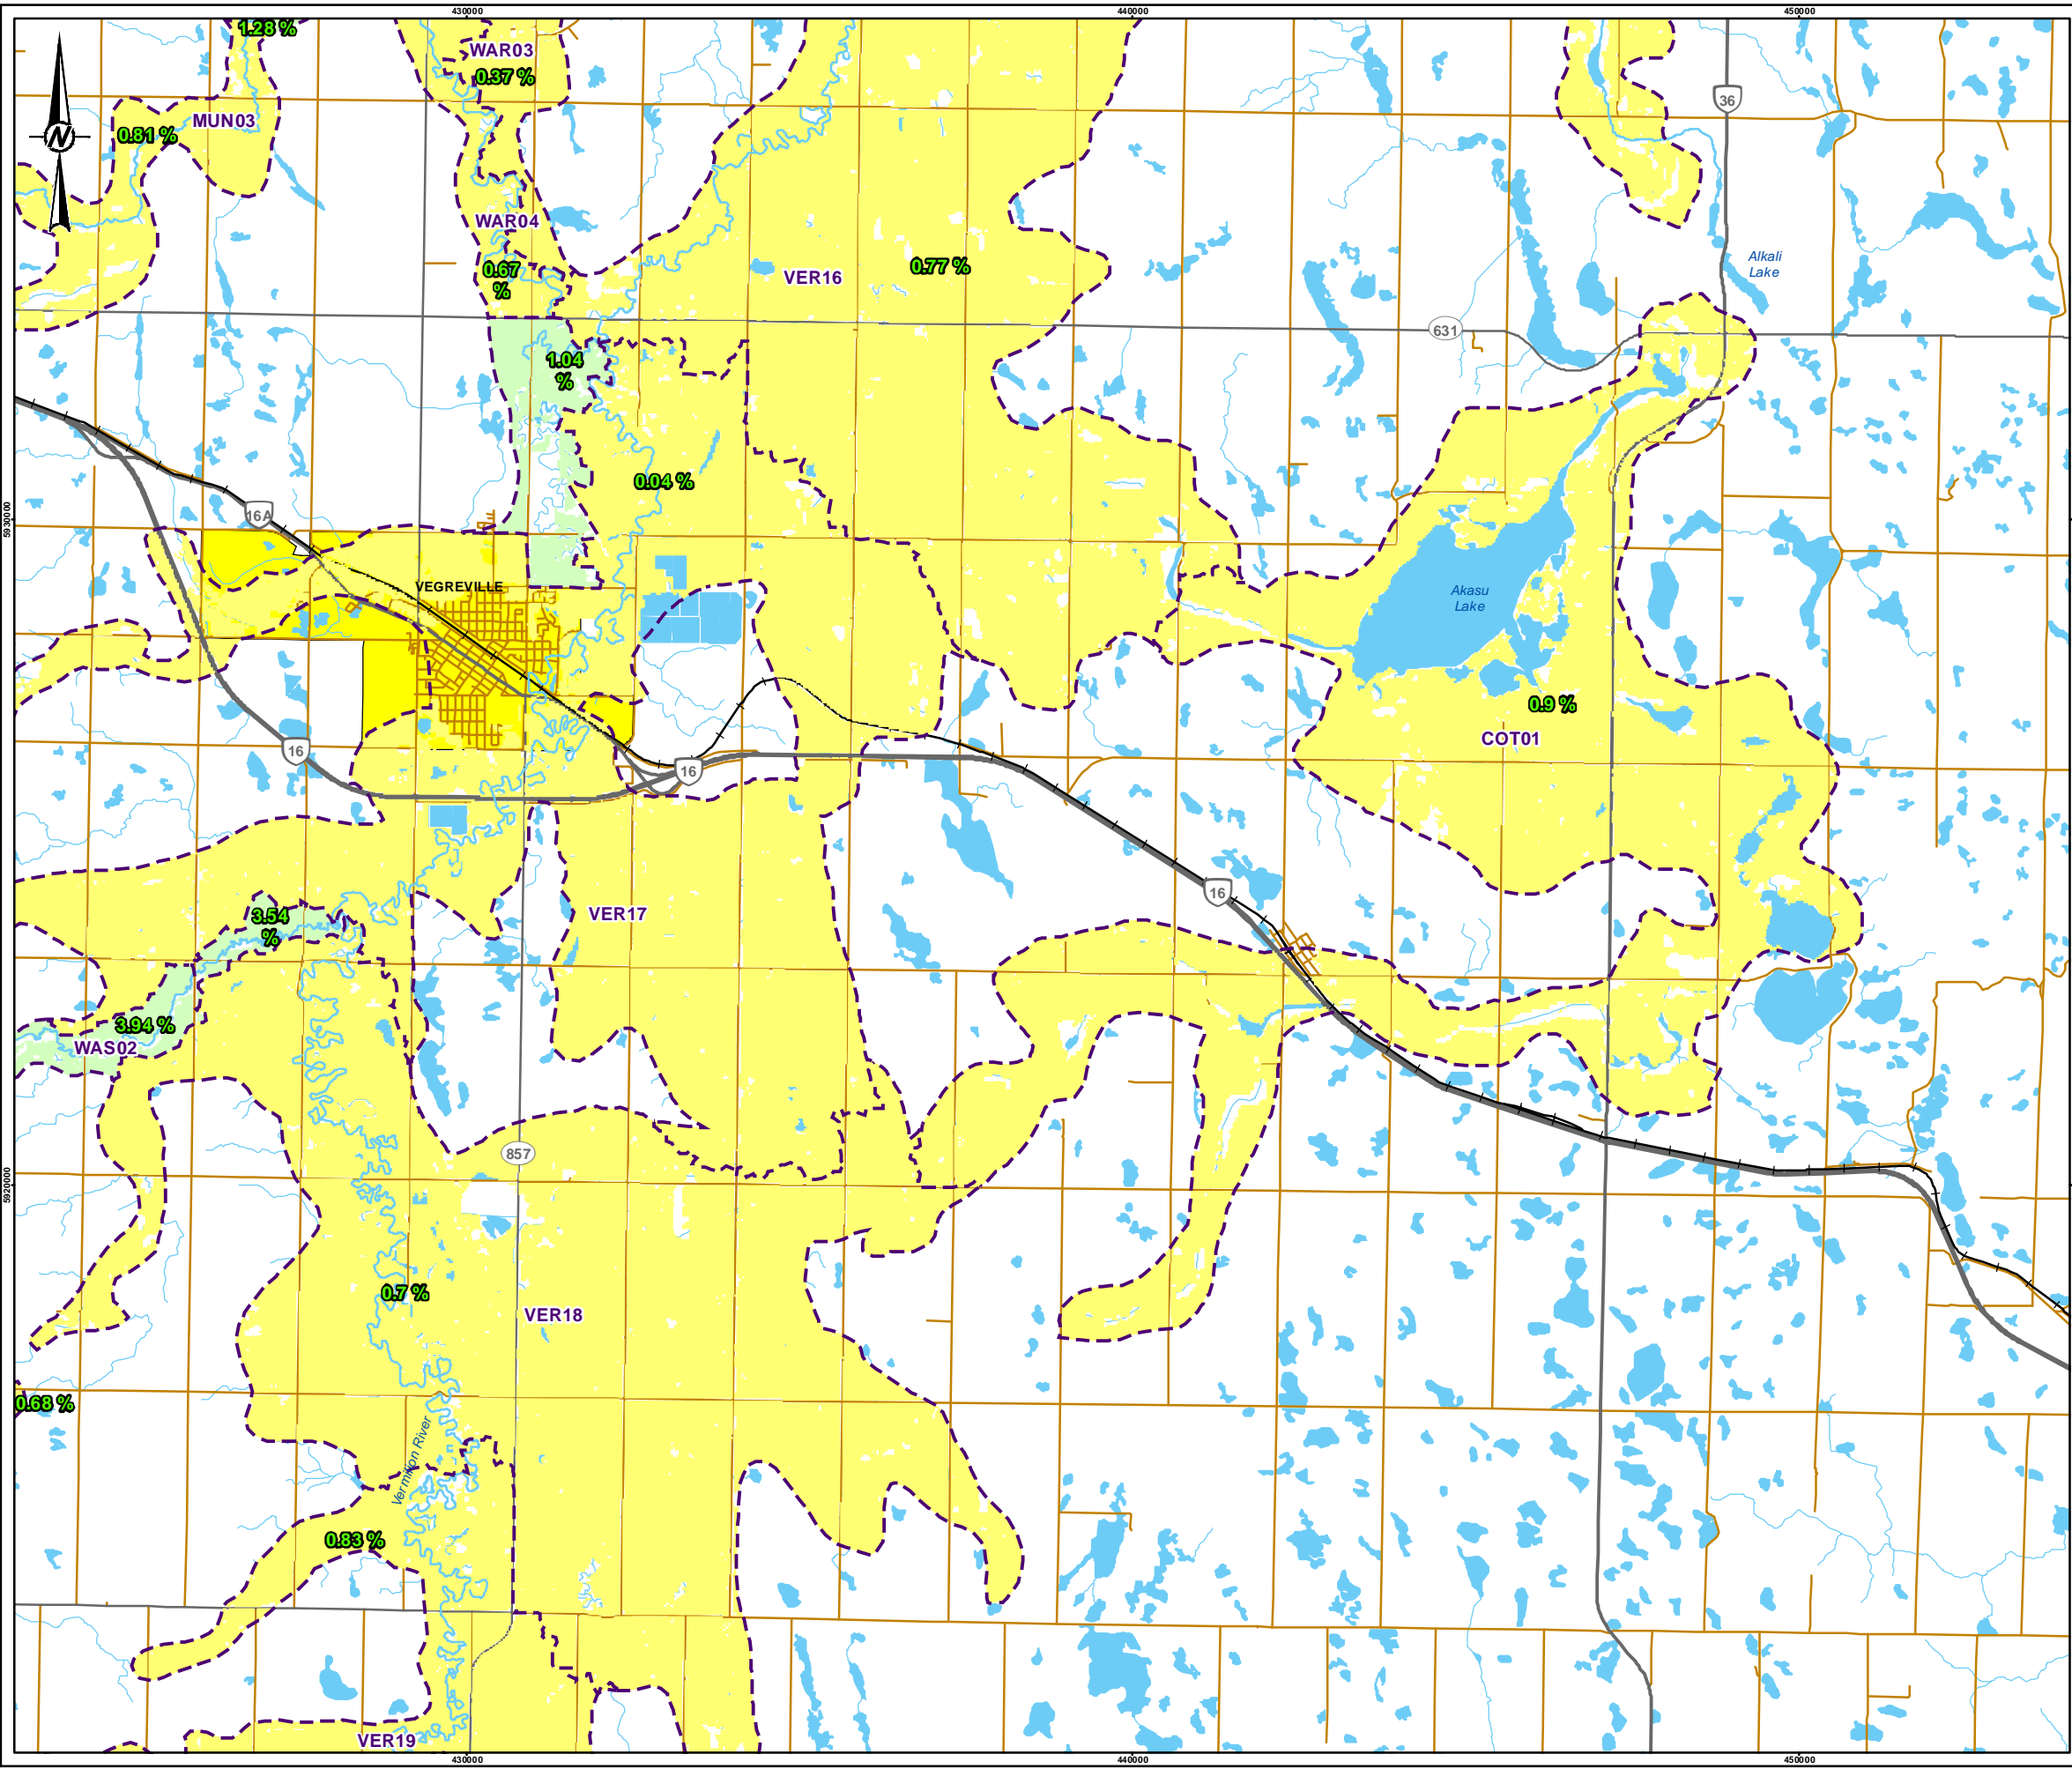 430000
440000
450000
1.28 %
WAR03
0.37 %
36
MUN03
0.81 %
N
WAR04
0.67
%
VER16
0.77 %
Alkali
Lake
631
1.04
%
0.04 %
16A
5930000
VEGREVILLE
Akasu
Lake
0.9 %
COT01
16
16
16
3.54
%
VER17
3.94 %
WAS02
857
5920000
0.7 %
VER18
0.68 %
Vermilion River
0.83 %
VER19
430000
440000
450000